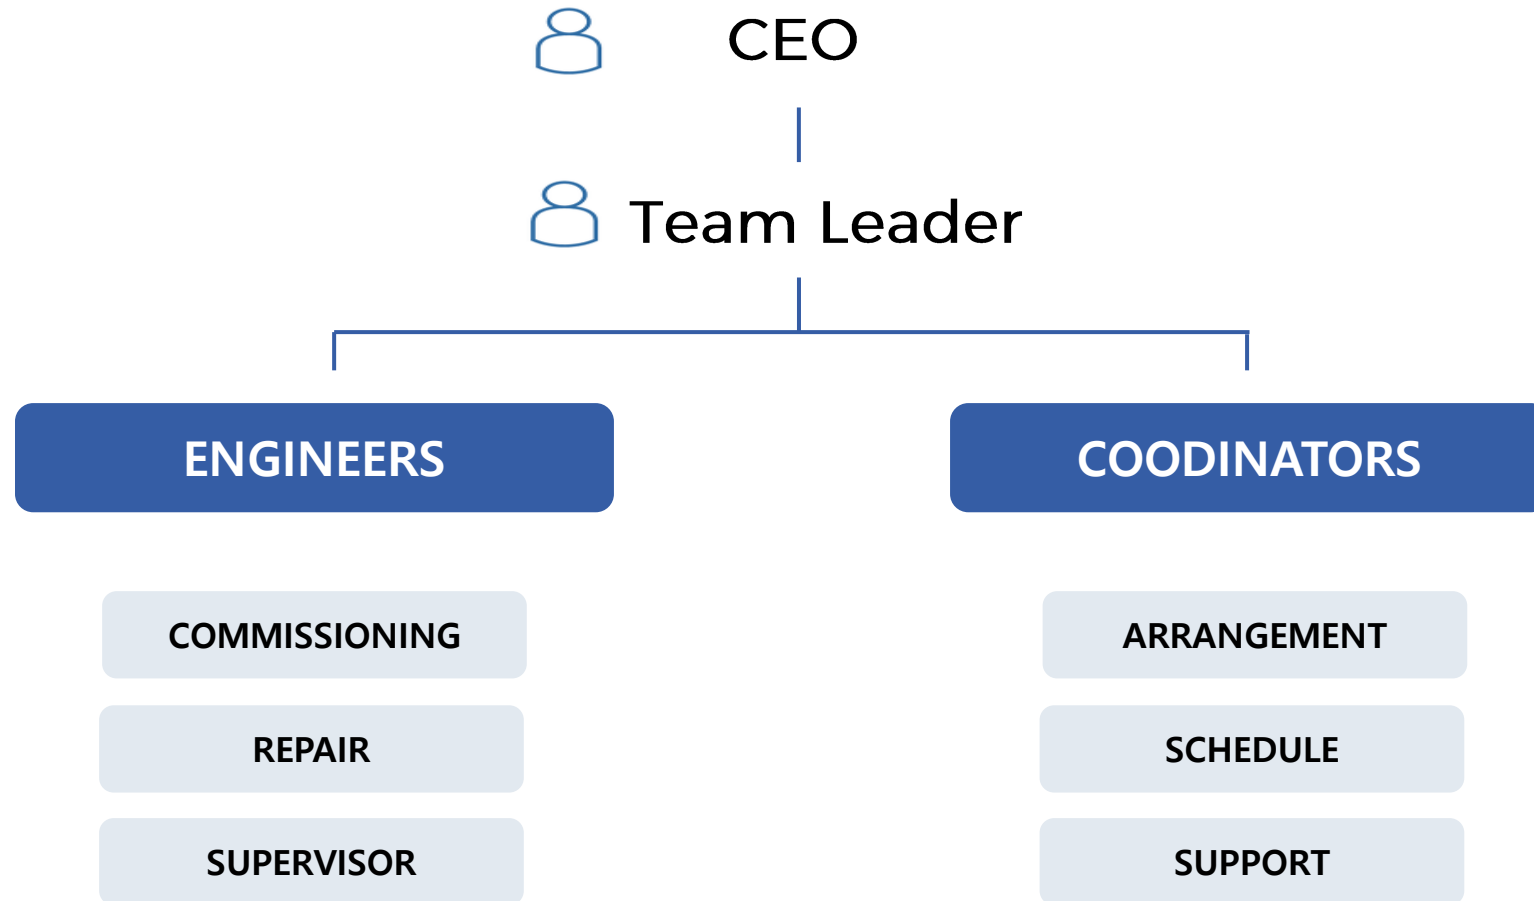 CEO
Team Leader
ENGINEERS
COODINATORS
COMMISSIONING
ARRANGEMENT
REPAIR
SCHEDULE
SUPERVISOR
SUPPORT